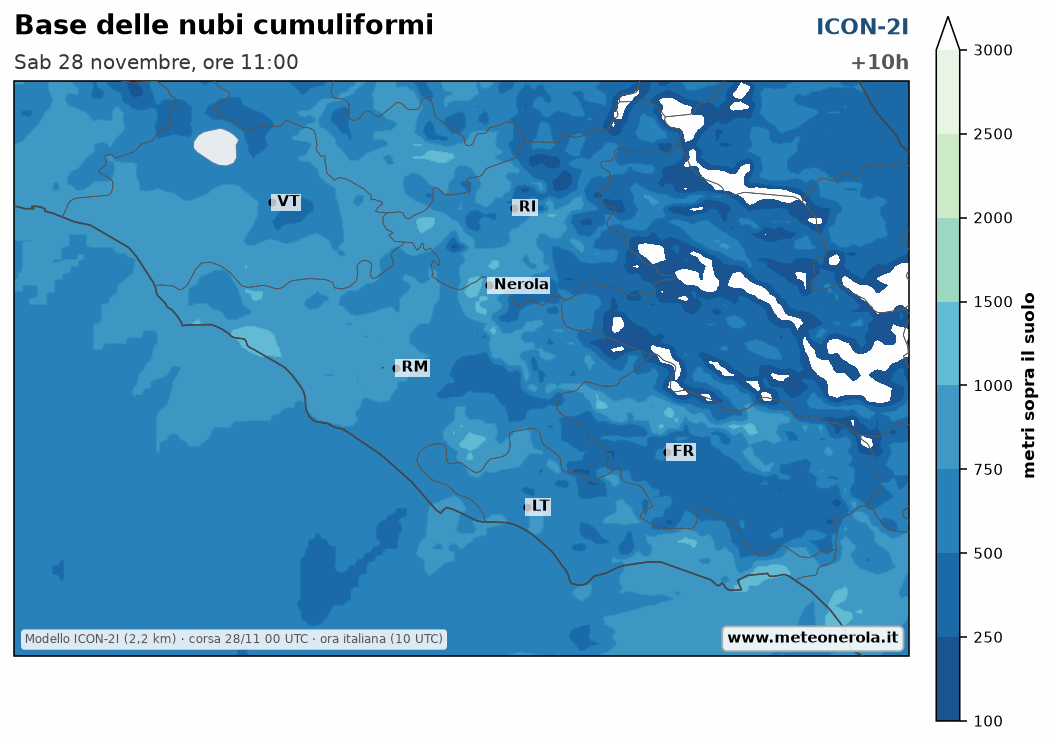 Base delle nubi cumuliformi
ICON-2I
Sab 28 novembre, ore 11:00
+10h
VT
RI
Nerola
RM
FR
LT
Modello ICON-2I (2,2 km) · corsa 28/11 00 UTC · ora italiana (10 UTC)
www.meteonerola.it
3000
2500
2000
1500
1000
750
500
250
100
metri sopra il suolo